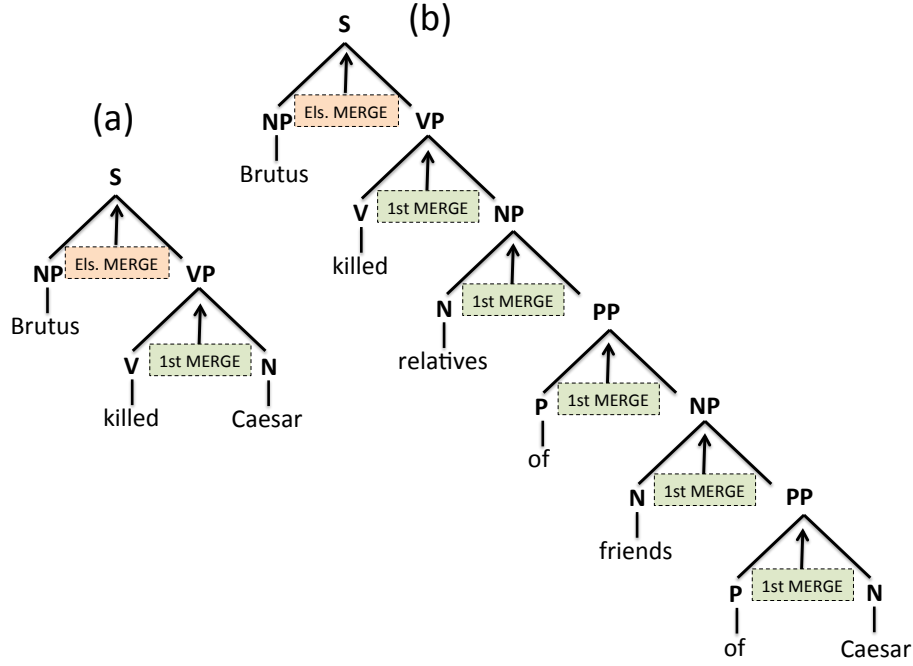 (a)
S
NP Els. MERGE VP
Brutus
V 1st MERGE N
killed Caesar
(b)
S
NP Els. MERGE VP
Brutus
V 1st MERGE NP
killed
N 1st MERGE PP
relatives
P 1st MERGE NP
of
N 1st MERGE PP
friends
P 1st MERGE N
of Caesar